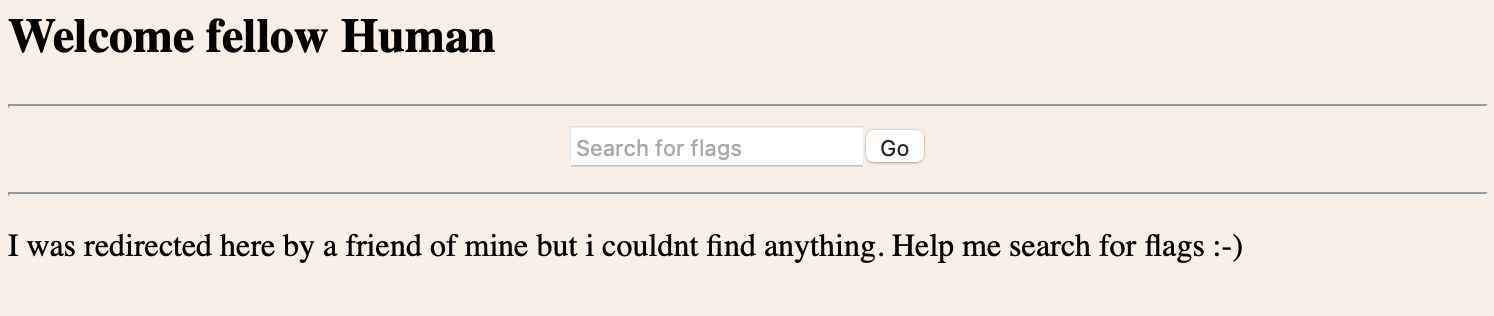 Welcome fellow Human
Search for flags Go
I was redirected here by a friend of mine but i couldnt find anything. Help me search for flags :-)